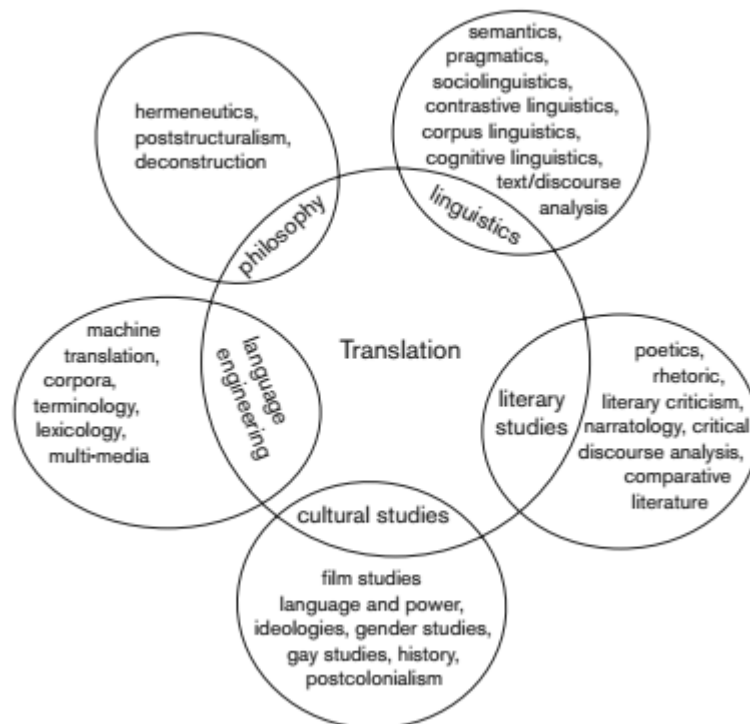 semantics,
pragmatics,
sociolinguistics,
contrastive linguistics,
corpus linguistics,
cognitive linguistics,
text/discourse
analysis
linguistics
hermeneutics,
poststructuralism,
deconstruction
philosophy
Translation
machine
translation,
corpora,
terminology,
lexicology,
multi-media
language
engineering
poetics,
rhetoric,
literary criticism,
narratology, critical
discourse analysis,
comparative
literature
literary
studies
cultural studies
film studies
language and power,
ideologies, gender studies,
gay studies, history,
postcolonialism